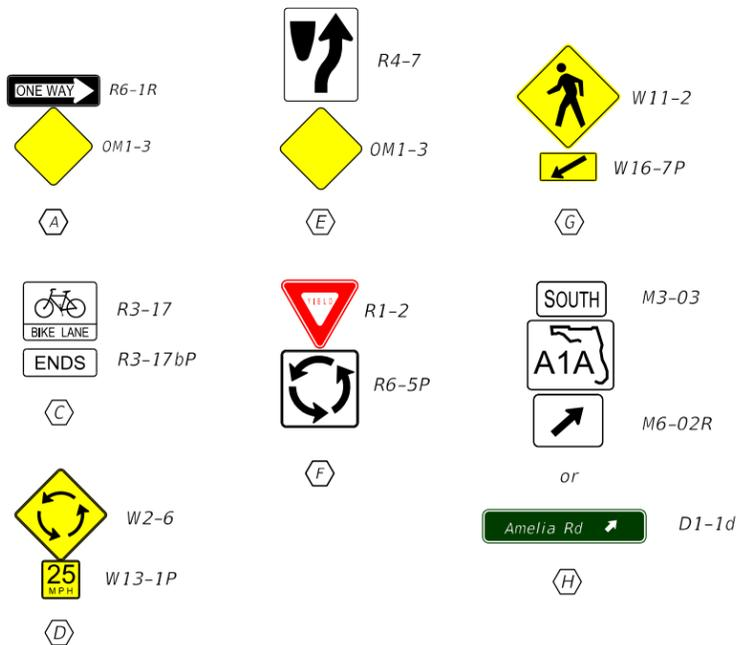 ONE WAY R6-1R
OM1-3
A
R3-17
BIKE LANE
ENDS R3-17bP
C
W2-6
25
MPH
W13-1P
D
R4-7
OM1-3
E
YIELD R1-2
R6-5P
F
W11-2
W16-7P
G
SOUTH M3-03
A1A
M6-02R
or
Amelia Rd D1-1d
H